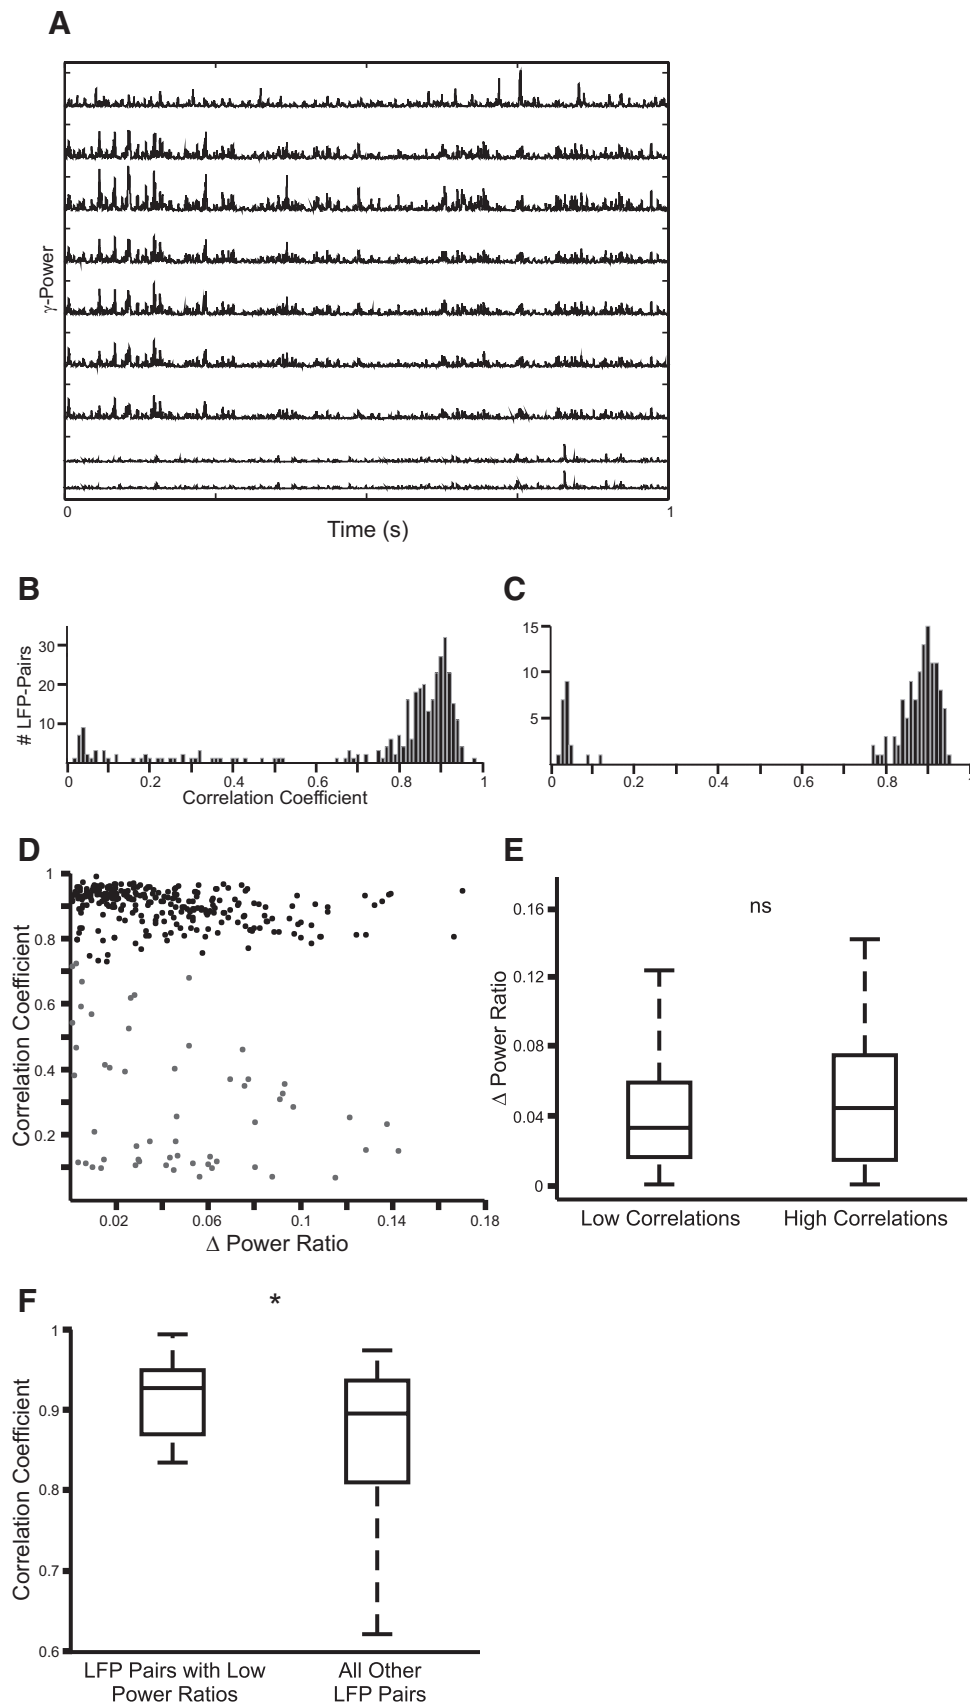 A
γ-Power
0
1
Time (s)
B
# LFP-Pairs
30
20
10
0
0.2
0.4
0.6
0.8
1
Correlation Coefficient
C
15
10
5
0
0.2
0.4
0.6
0.8
D
Correlation Coefficient
1
0.8
0.6
0.4
0.2
0.02
0.06
0.1
0.14
0.18
Δ Power Ratio
E
Δ Power Ratio
0.16
0.12
0.08
0.04
0
ns
Low Correlations
High Correlations
F
*
Correlation Coefficient
1
0.9
0.8
0.7
0.6
LFP Pairs with Low
Power Ratios
All Other
LFP Pairs